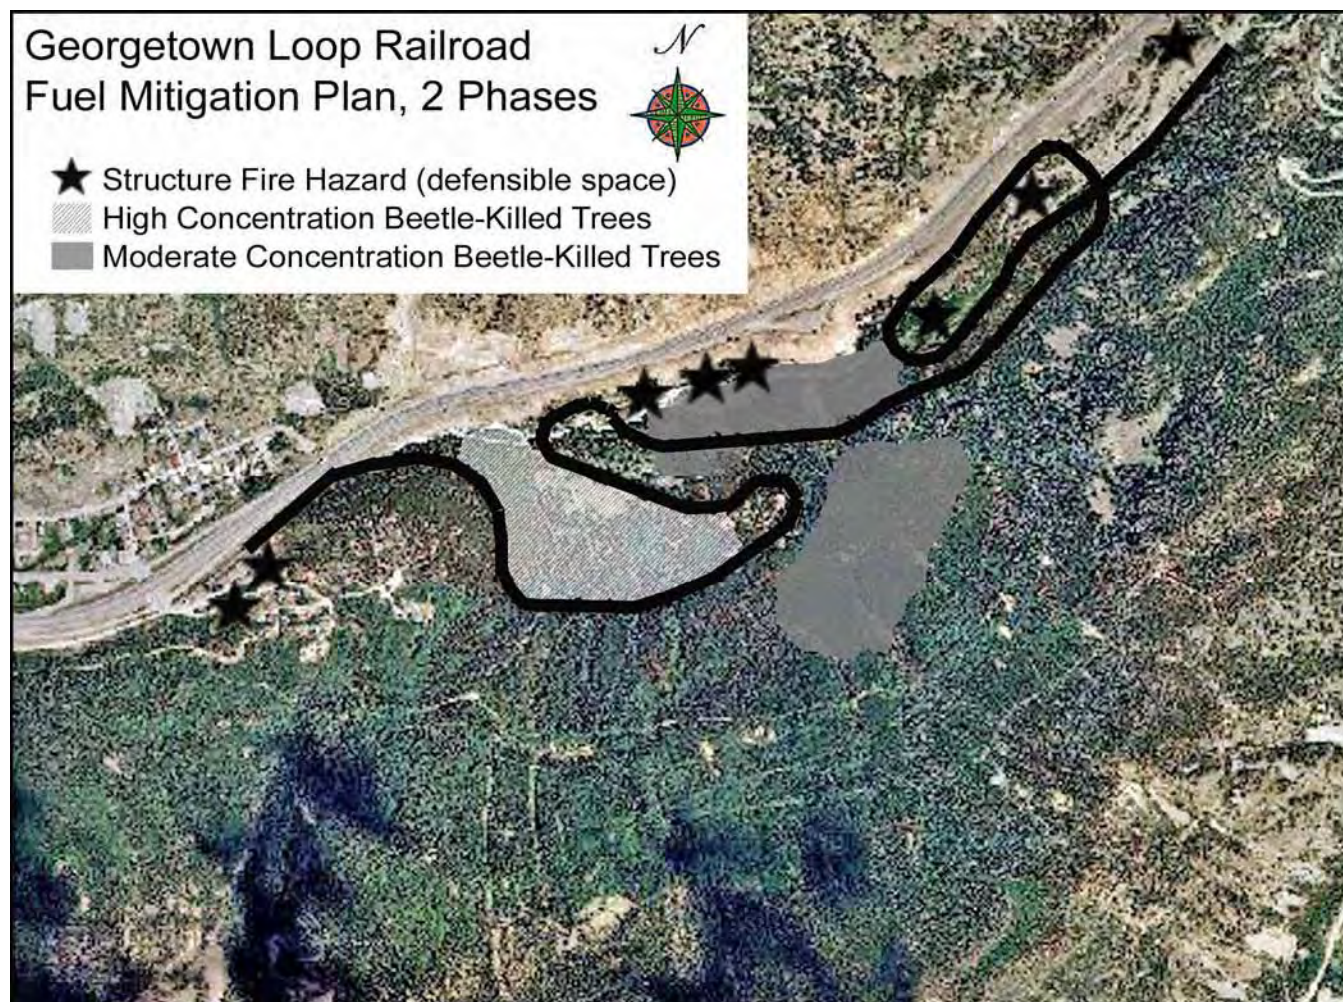 Georgetown Loop Railroad
Fuel Mitigation Plan, 2 Phases
N
Structure Fire Hazard (defensible space)
High Concentration Beetle-Killed Trees
Moderate Concentration Beetle-Killed Trees